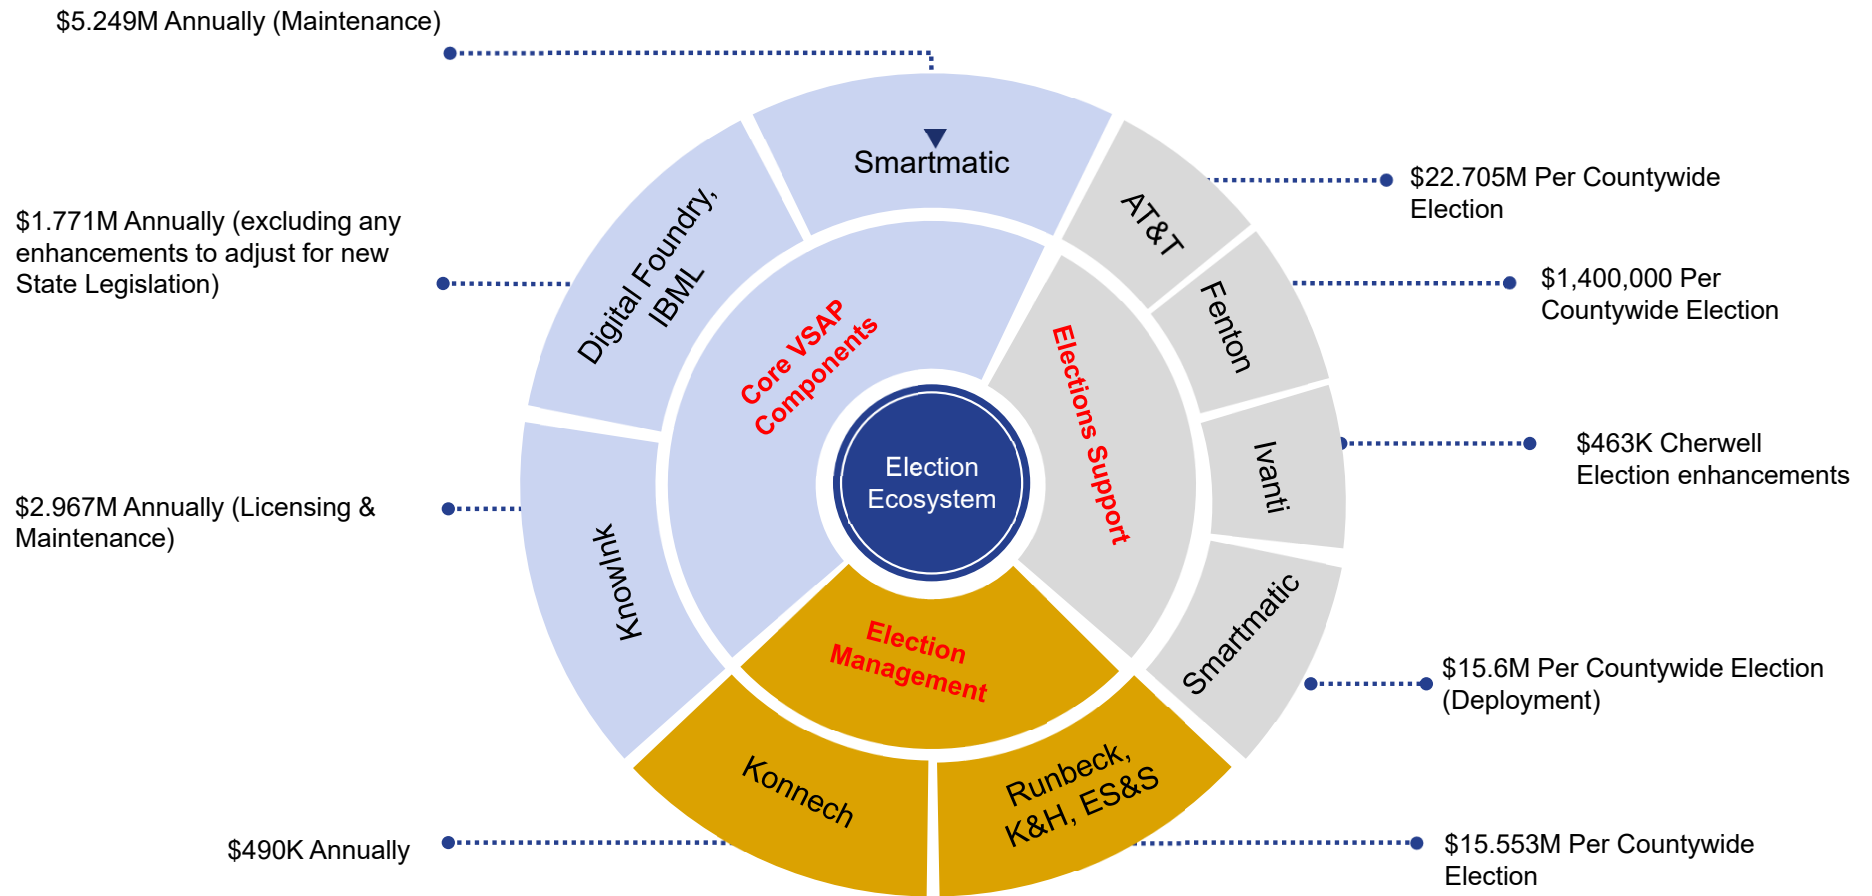 $5.249M Annually (Maintenance)
Smartmatic
$1.771M Annually (excluding any
enhancements to adjust for new
State Legislation)
Digital Foundry,
IBML
$2.967M Annually (Licensing &
Maintenance)
KnowInk
$490K Annually
Konnech
Core VSAP
Components
Election
Ecosystem
Elections Support
Election
Management
AT&T
$22.705M Per Countywide
Election
Fenton
$1,400,000 Per
Countywide Election
Ivanti
$463K Cherwell
Election enhancements
Smartmatic
$15.6M Per Countywide Election
(Deployment)
Runbeck,
K&H, ES&S
$15.553M Per Countywide
Election